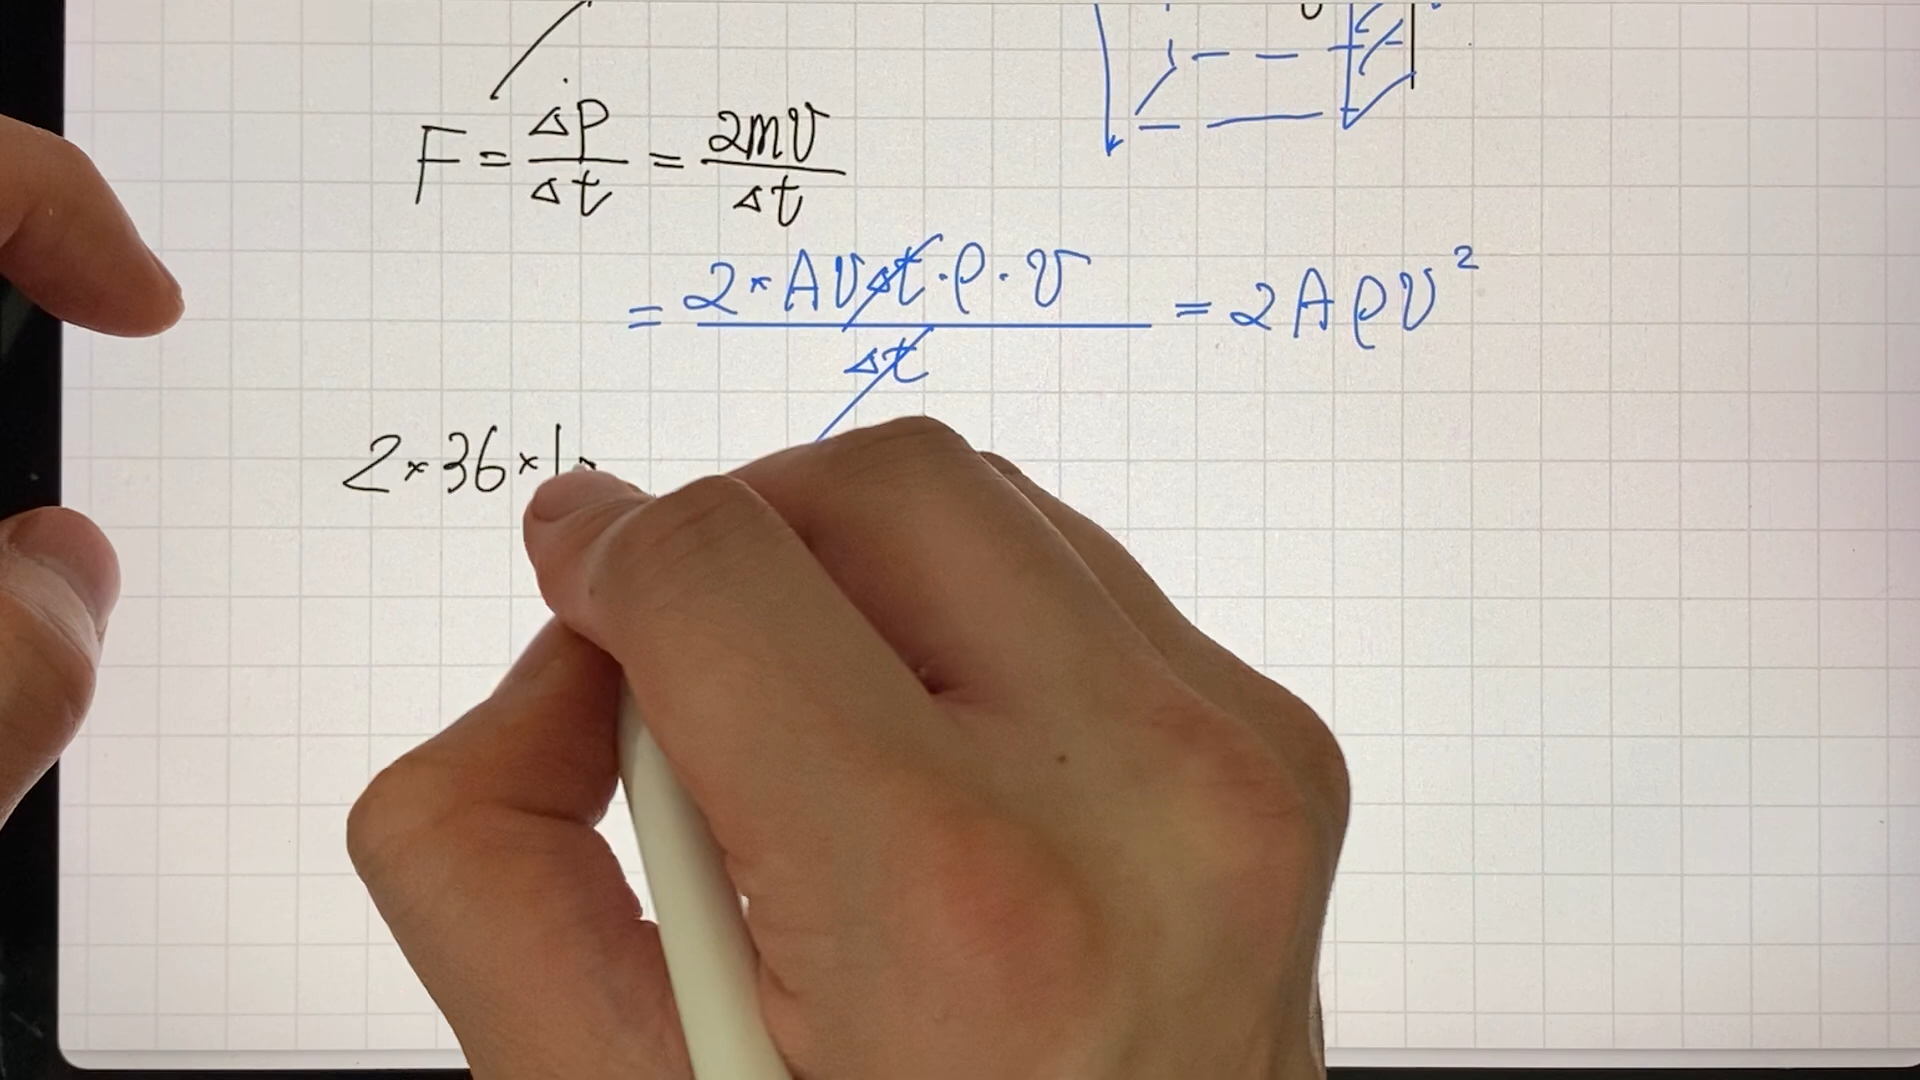 F = ΔP/Δt = 2mv/Δt
= 2×AvΔt·ρ·v/Δt = 2Aρv²
2×36×1